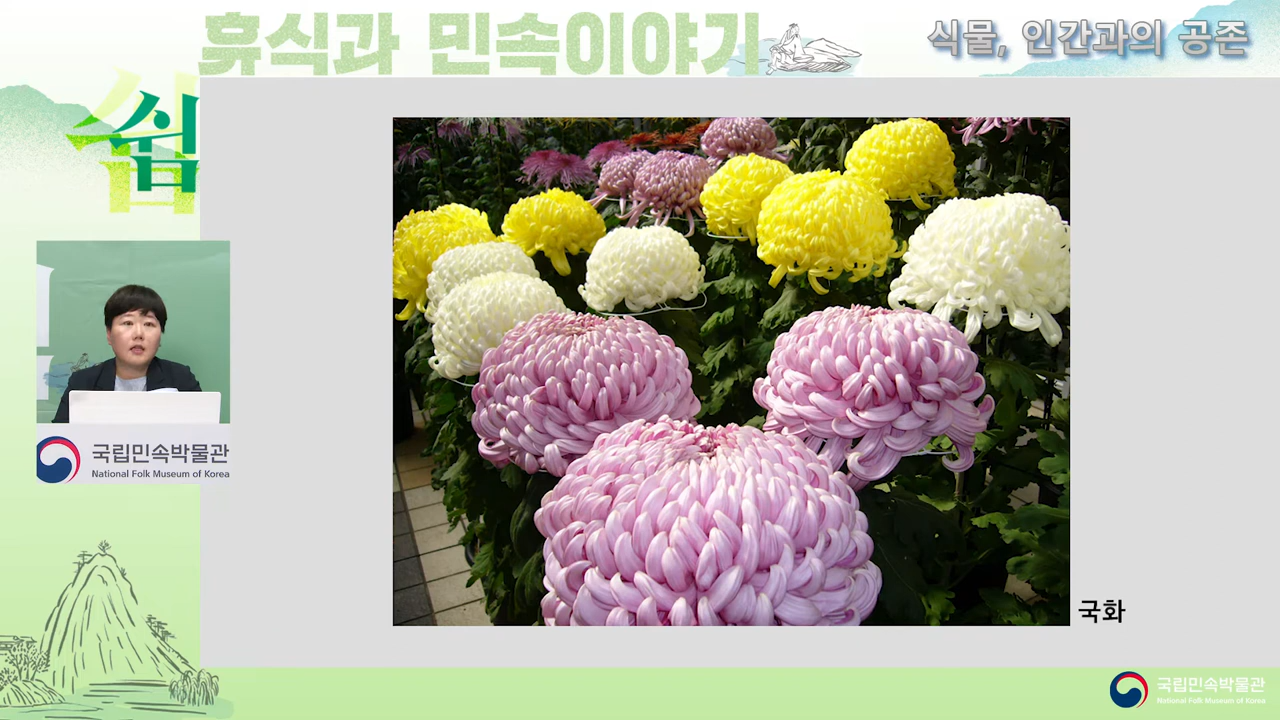 휴식과 민속이야기
식물, 인간과의 공존
쉼
국립민속박물관
National Folk Museum of Korea
국화
국립민속박물관
National Folk Museum of Korea